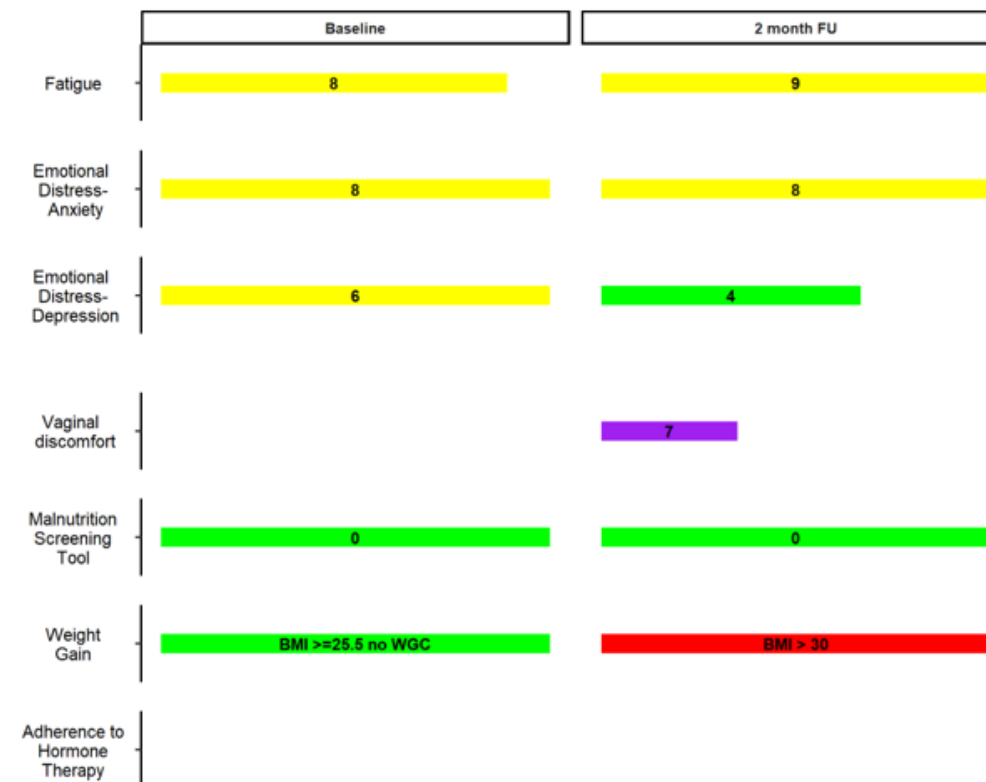 Baseline
2 month FU
Fatigue
8
9
Emotional
Distress-
Anxiety
8
8
Emotional
Distress-
Depression
6
4
Vaginal
discomfort
7
Malnutrition
Screening
Tool
0
0
Weight
Gain
BMI >=25.5 no WGC
BMI > 30
Adherence to
Hormone
Therapy